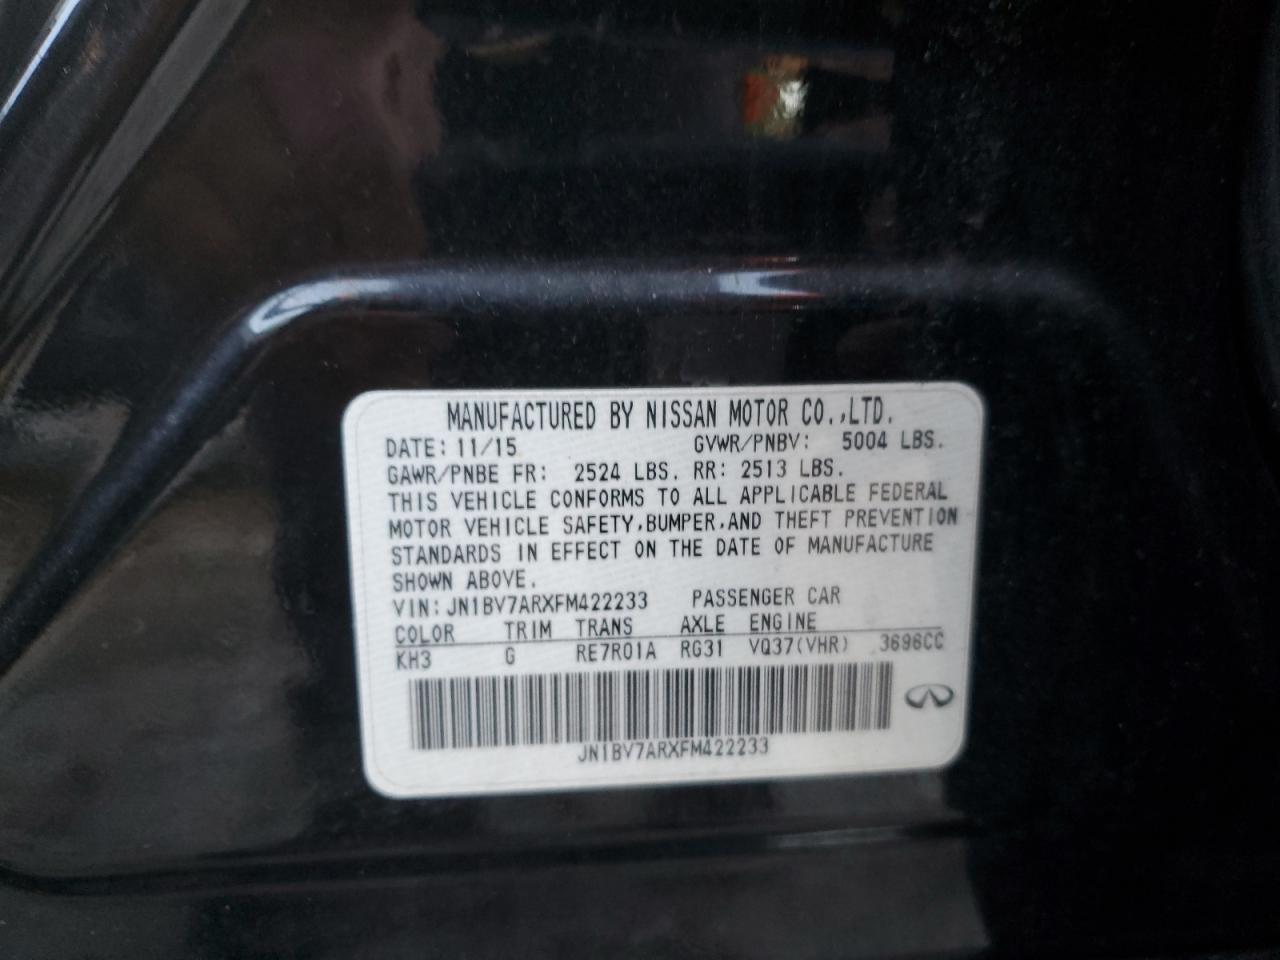 MANUFACTURED BY NISSAN MOTOR CO.,LTD.
DATE: 11/15 GVWR/PNBV: 5004 LBS.
GAWR/PNBE FR: 2524 LBS. RR: 2513 LBS.
THIS VEHICLE CONFORMS TO ALL APPLICABLE FEDERAL
MOTOR VEHICLE SAFETY,BUMPER,AND THEFT PREVENTION
STANDARDS IN EFFECT ON THE DATE OF MANUFACTURE
SHOWN ABOVE.
VIN: JN1BV7ARXFM422233 PASSENGER CAR
COLOR TRIM TRANS AXLE ENGINE
KH3 G RE7R01A RG31 VQ37(VHR) 3696CC
JN1BV7ARXFM422233